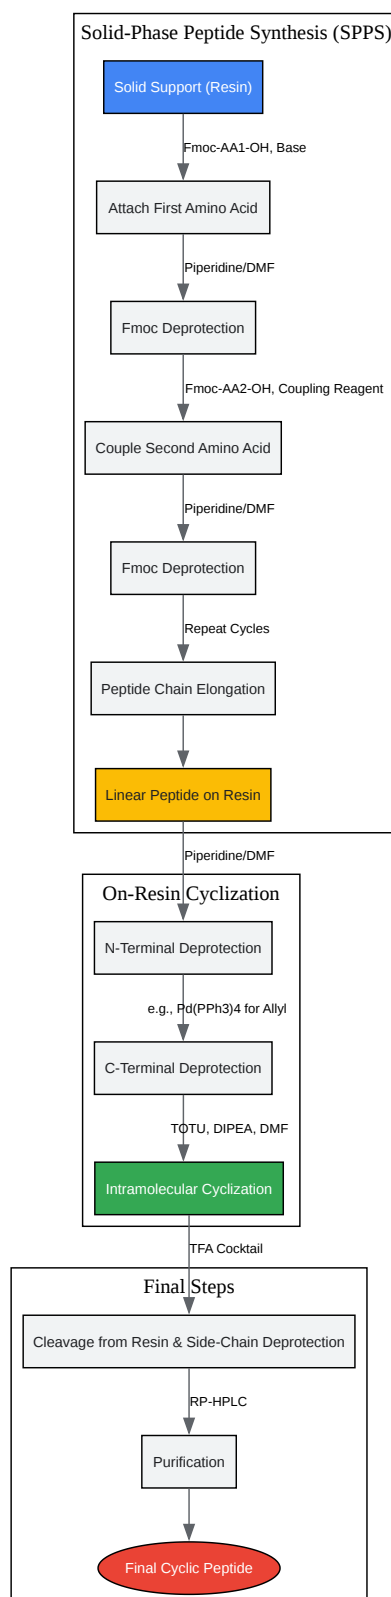 Solid-Phase Peptide Synthesis (SPPS)
Solid Support (Resin)
Fmoc-AA1-OH, Base
Attach First Amino Acid
Piperidine/DMF
Fmoc Deprotection
Fmoc-AA2-OH, Coupling Reagent
Couple Second Amino Acid
Piperidine/DMF
Fmoc Deprotection
Repeat Cycles
Peptide Chain Elongation
Linear Peptide on Resin
Piperidine/DMF
On-Resin Cyclization
N-Terminal Deprotection
e.g., Pd(PPh3)4 for Allyl
C-Terminal Deprotection
TOTU, DIPEA, DMF
Intramolecular Cyclization
TFA Cocktail
Final Steps
Cleavage from Resin & Side-Chain Deprotection
RP-HPLC
Purification
Final Cyclic Peptide